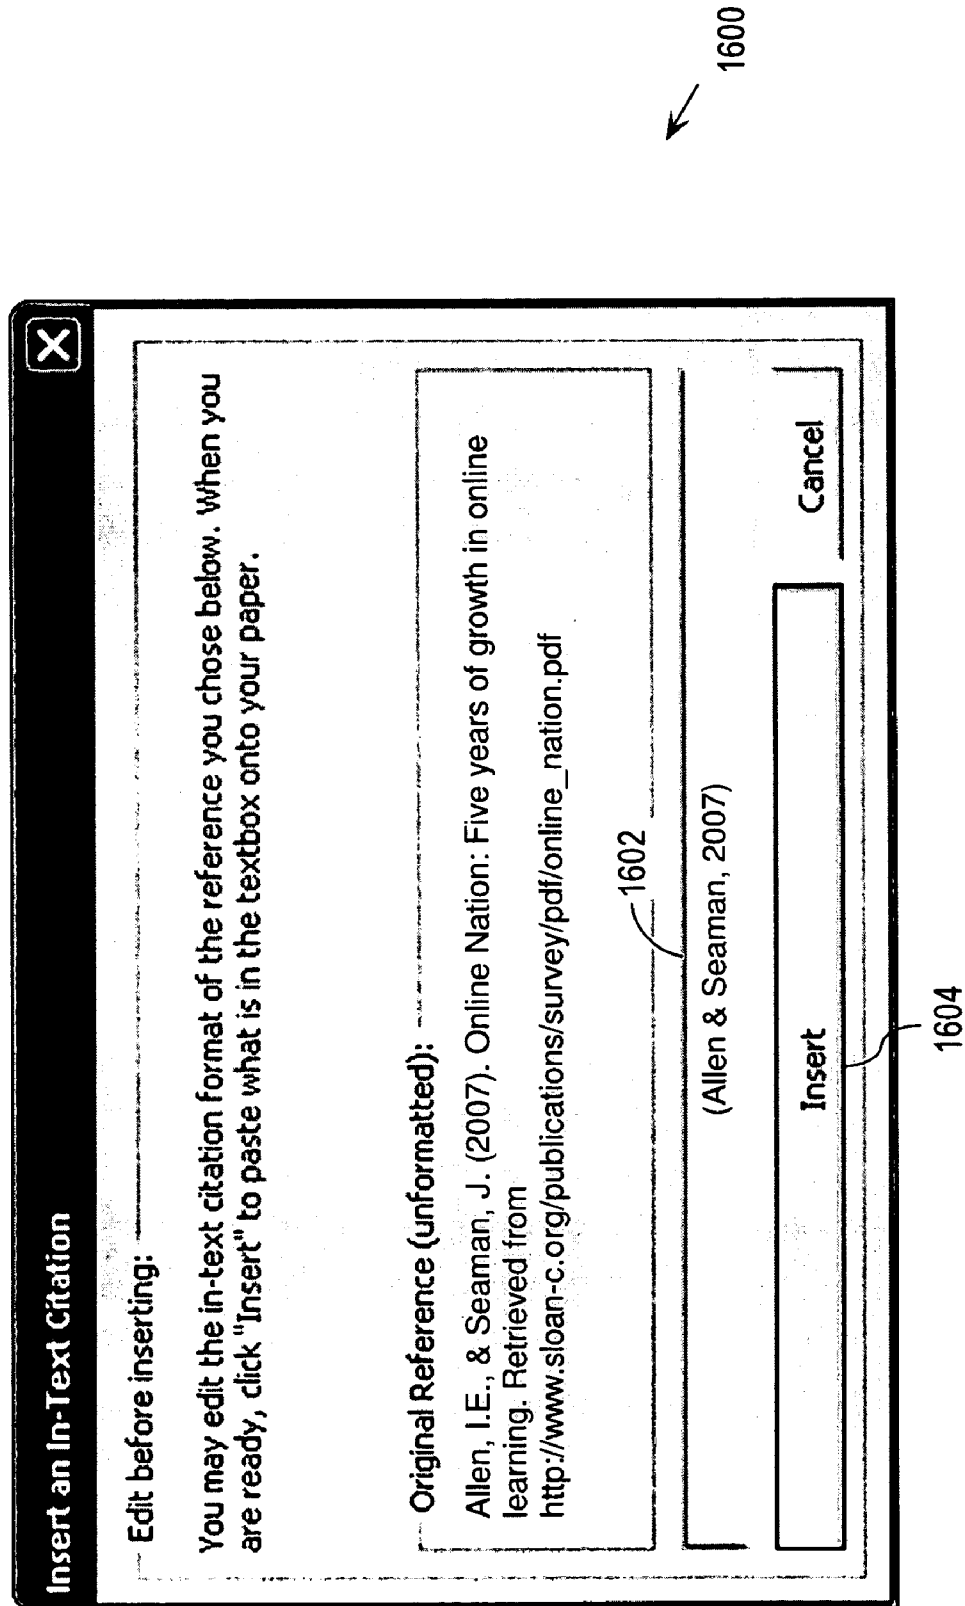 Insert an In-Text Citation
Edit before inserting:
You may edit the in-text citation format of the reference you chose below. When you
are ready, click "Insert" to paste what is in the textbox onto your paper.
Original Reference (unformatted):
Allen, I.E., & Seaman, J. (2007). Online Nation: Five years of growth in online
learning. Retrieved from
http://www.sloan-c.org/publications/survey/pdf/online_nation.pdf
1602
(Allen & Seaman, 2007)
Insert
Cancel
1604
1600